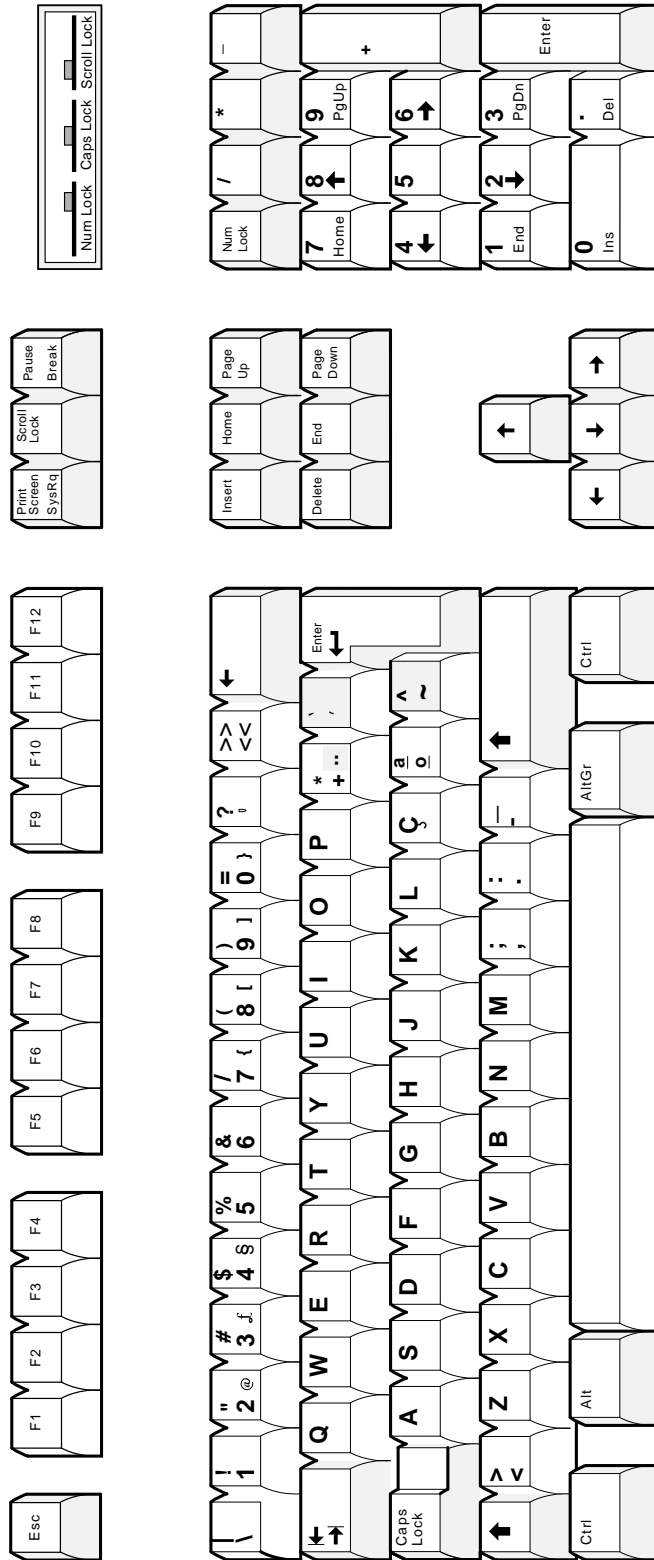 Esc F1 F2 F3 F4 F5 F6 F7 F8 F9 F10 F11 F12
Print
Screen
SysRq
Scroll
Lock
Pause
Break
Num Lock Caps Lock Scroll Lock
| ! " # $ % & / ( ) = ? >> ←
\ 1 2 @ 3 £ 4 § 5 6 7 { 8 [ 9 ] 0 } <<
Insert Home Page
Up
Num
Lock
/ * −
Q W E R T Y U I O P
*
+ ¨
Enter
Delete End Page
Down
7 8 ↑ 9 +
Home PgUp
Caps
Lock
A S D F G H J K L Ç
ª
º
^
~
4 5 6
← →
↑ > Z X C V B N M ; : _ ↑
< , . -
↑
1 2 3 Enter
End ↓ PgDn
Ctrl Alt AltGr Ctrl
← ↓ →
0 .
Ins Del